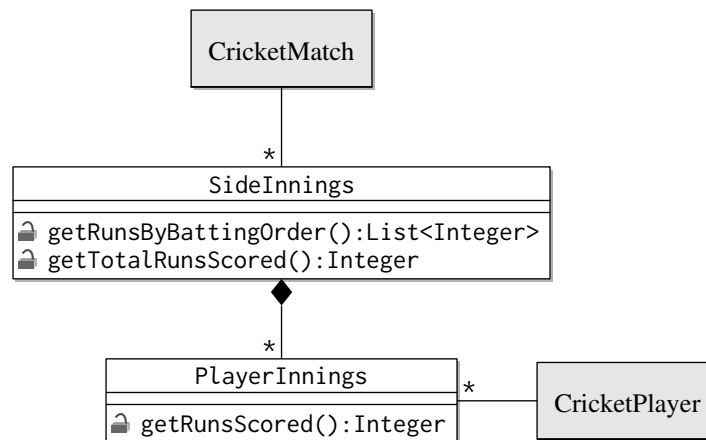 CricketMatch
*
SideInnings
getRunsByBattingOrder():List<Integer>
getTotalRunsScored():Integer
*
PlayerInnings
*
getRunsScored():Integer
CricketPlayer